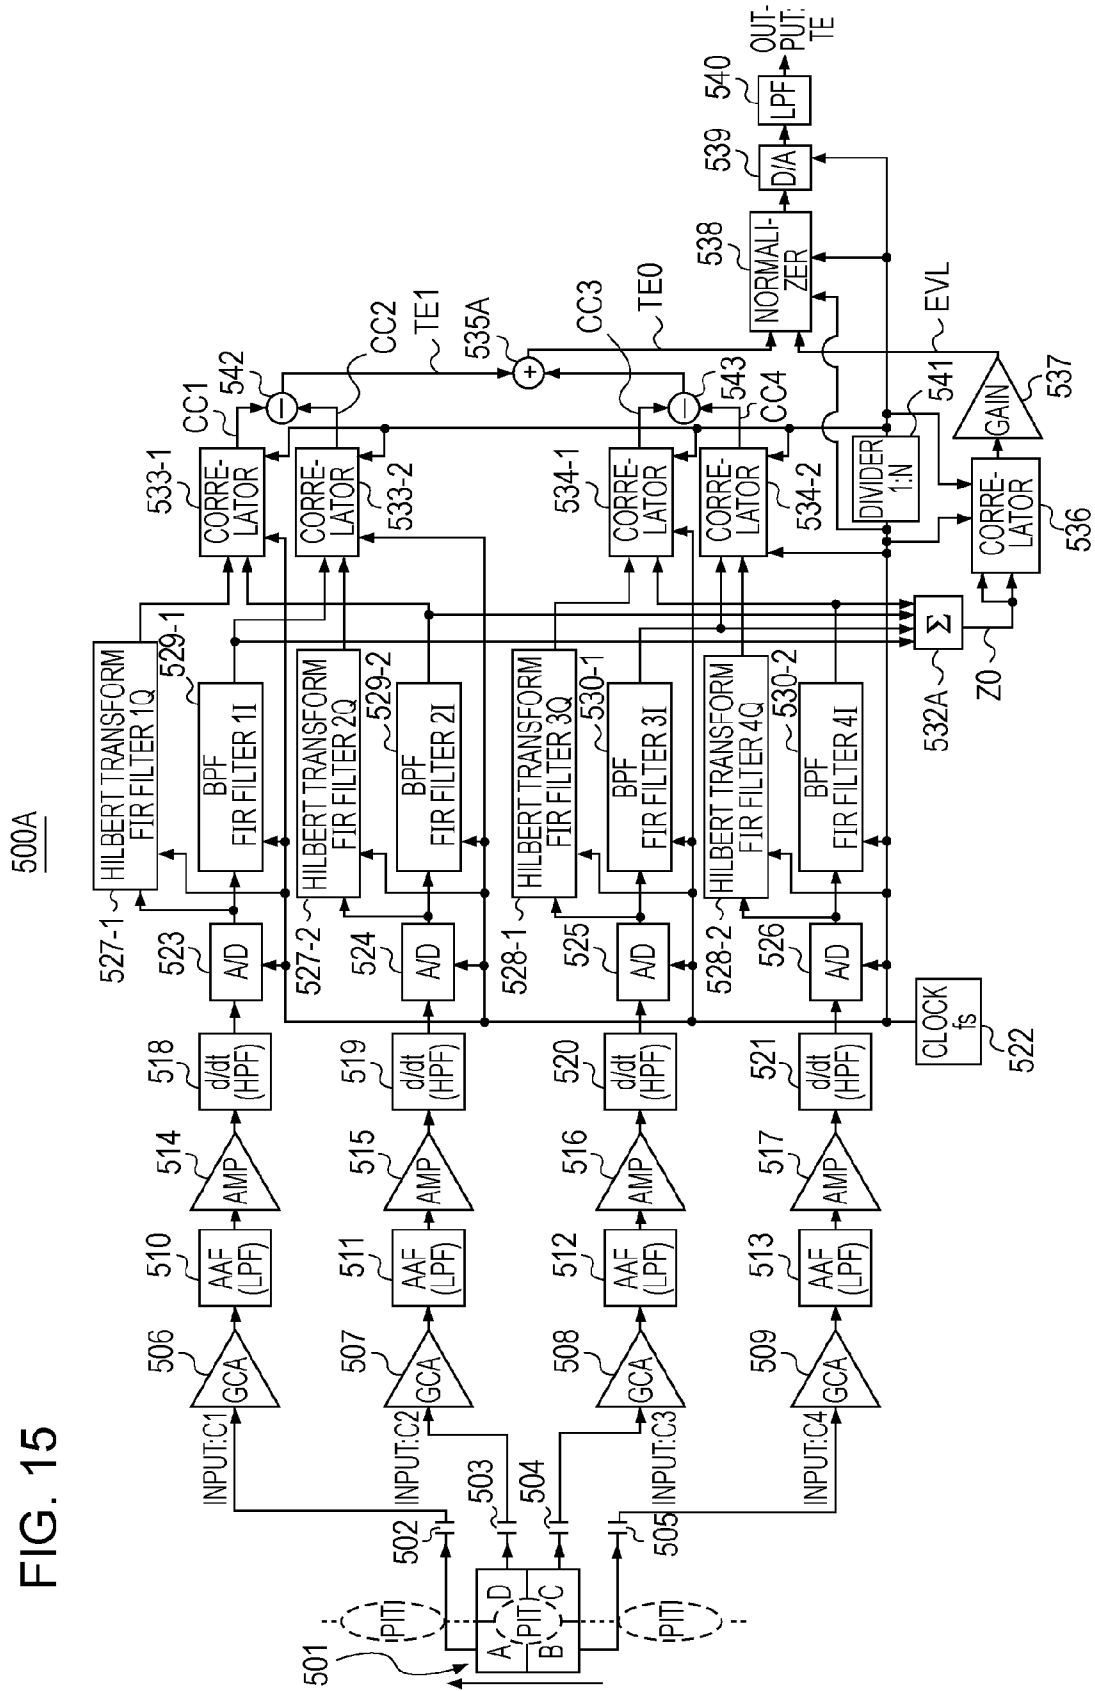 FIG. 15
500A
501
A
D
B
C
PIT
PIT
PIT
502
503
504
505
INPUT:C1
506
GCA
510
AAF
(LPF)
514
AMP
518
d/dt
(HPF)
523
A/D
527-1
HILBERT TRANSFORM
FIR FILTER 1Q
529-1
BPF
FIR FILTER 1I
533-1
CORRE-
LATOR
CC1
542
−
INPUT:C2
507
GCA
511
AAF
(LPF)
515
AMP
519
d/dt
(HPF)
524
A/D
527-2
HILBERT TRANSFORM
FIR FILTER 2Q
529-2
BPF
FIR FILTER 2I
CORRE-
LATOR
533-2
CC2
TE1
535A
+
INPUT:C3
508
GCA
512
AAF
(LPF)
516
AMP
520
d/dt
(HPF)
525
A/D
528-1
HILBERT TRANSFORM
FIR FILTER 3Q
530-1
BPF
FIR FILTER 3I
534-1
CORRE-
LATOR
CC3
TE0
−
543
INPUT:C4
509
GCA
513
AAF
(LPF)
517
AMP
521
d/dt
(HPF)
526
A/D
528-2
HILBERT TRANSFORM
FIR FILTER 4Q
530-2
BPF
FIR FILTER 4I
CORRE-
LATOR
534-2
CC4
CLOCK
fs
522
DIVIDER
1:N
541
Σ
532A
Z0
CORRE-
LATOR
536
GAIN
537
EVL
538
NORMALI-
ZER
539
D/A
540
LPF
OUT-
PUT:
TE